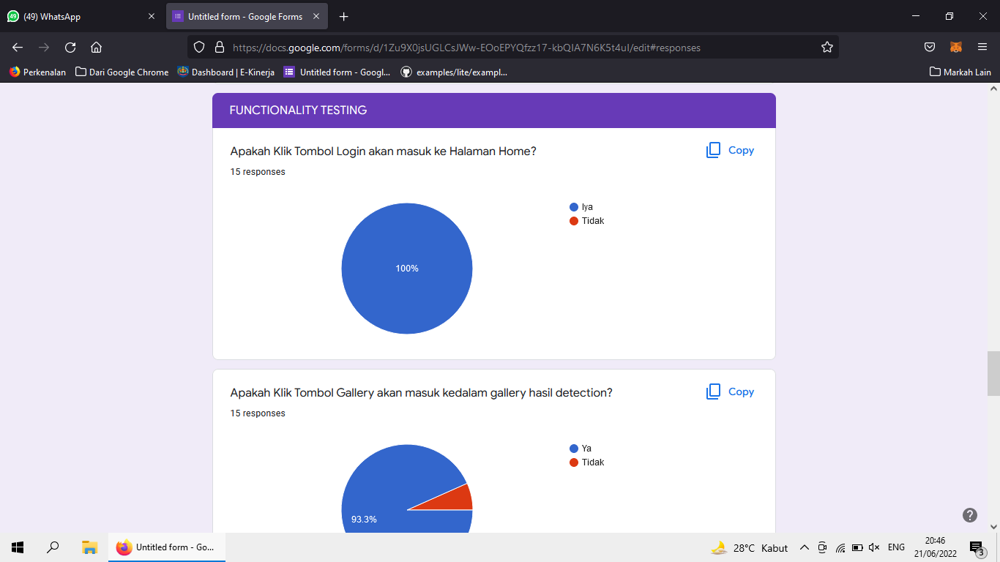 49
(49) WhatsApp
Untitled form - Google Forms
https://docs.google.com/forms/d/1Zu9X0jsUGLCsJWw-EOoEPYQfzz17-kbQIA7N6K5t4uI/edit#responses
Perkenalan
Dari Google Chrome
Dashboard | E-Kinerja
Untitled form - Googl...
examples/lite/exampl...
Markah Lain
FUNCTIONALITY TESTING
Apakah Klik Tombol Login akan masuk ke Halaman Home?
Copy
15 responses
Iya
Tidak
100%
Apakah Klik Tombol Gallery akan masuk kedalam gallery hasil detection?
Copy
15 responses
Ya
Tidak
93.3%
Untitled form - Go...
28°C Kabut
ENG
20:46
21/06/2022
3